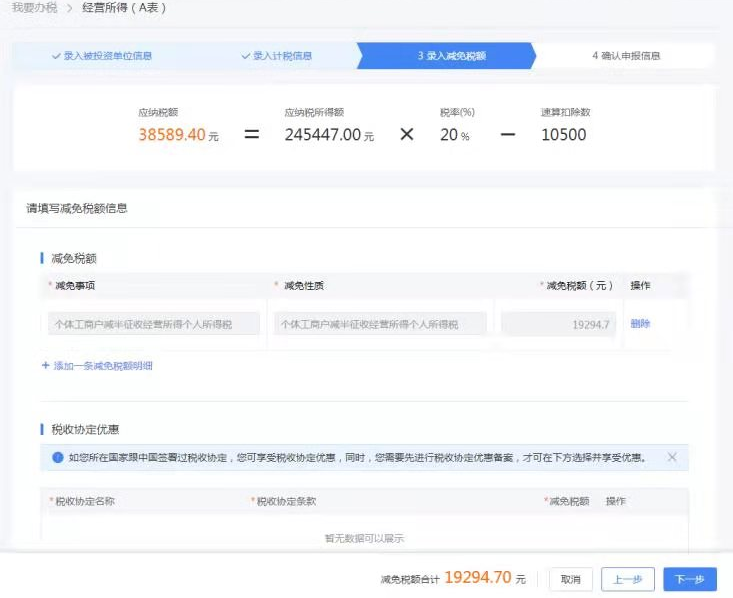 我要办税 > 经营所得（A表）
✓ 录入被投资单位信息 ✓ 录入计税信息 3 录入减免税额 4 确认申报信息
应纳税额 应纳税所得额 税率(%) 速算扣除数
38589.40 元 = 245447.00 元 × 20 % − 10500
请填写减免税额信息
减免税额
* 减免事项 * 减免性质 * 减免税额（元） 操作
个体工商户减半征收经营所得个人所得税 个体工商户减半征收经营所得个人所得税 19294.7 删除
+ 添加一条减免税额明细
税收协定优惠
如您所在国家跟中国签署过税收协定，您可享受税收协定优惠，同时，您需要先进行税收协定优惠备案，才可在下方选择并享受优惠。
*税收协定名称 *税收协定条款 *减免税额 操作
暂无数据可以展示
减免税额合计 19294.70 元 取消 上一步 下一步